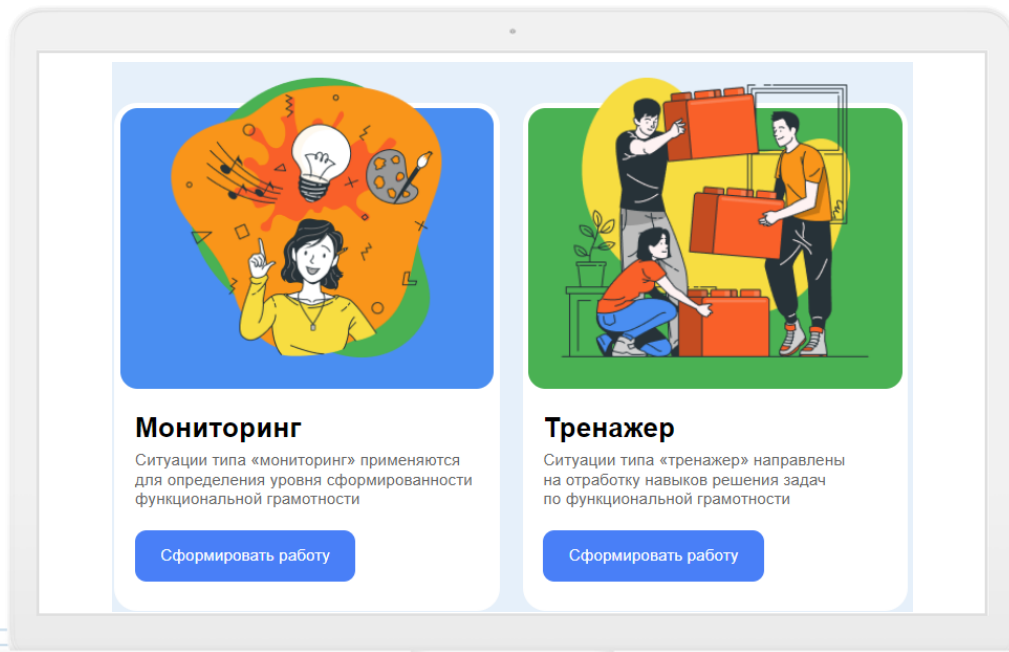 Мониторинг
Ситуации типа «мониторинг» применяются
для определения уровня сформированности
функциональной грамотности
Сформировать работу
Тренажер
Ситуации типа «тренажер» направлены
на отработку навыков решения задач
по функциональной грамотности
Сформировать работу